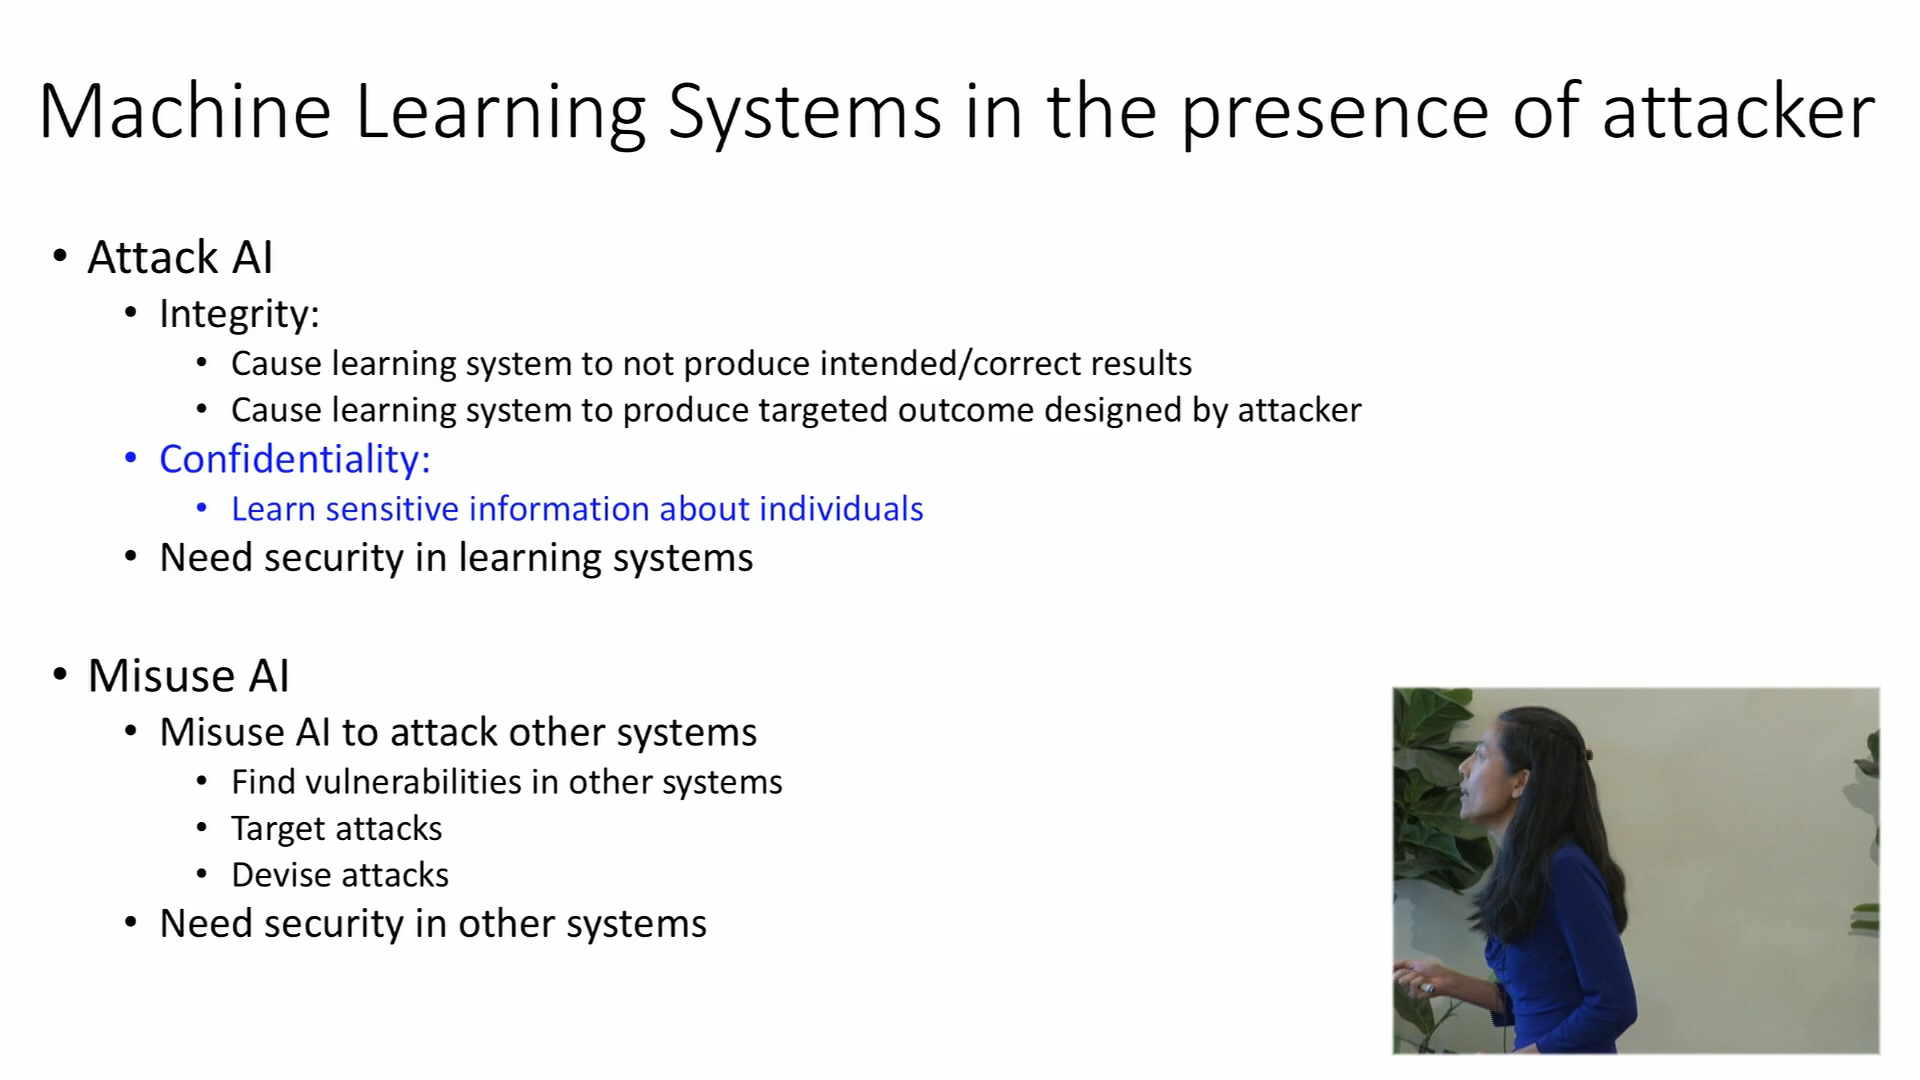 Machine Learning Systems in the presence of attacker
• Attack AI
• Integrity:
• Cause learning system to not produce intended/correct results
• Cause learning system to produce targeted outcome designed by attacker
• Confidentiality:
• Learn sensitive information about individuals
• Need security in learning systems
• Misuse AI
• Misuse AI to attack other systems
• Find vulnerabilities in other systems
• Target attacks
• Devise attacks
• Need security in other systems